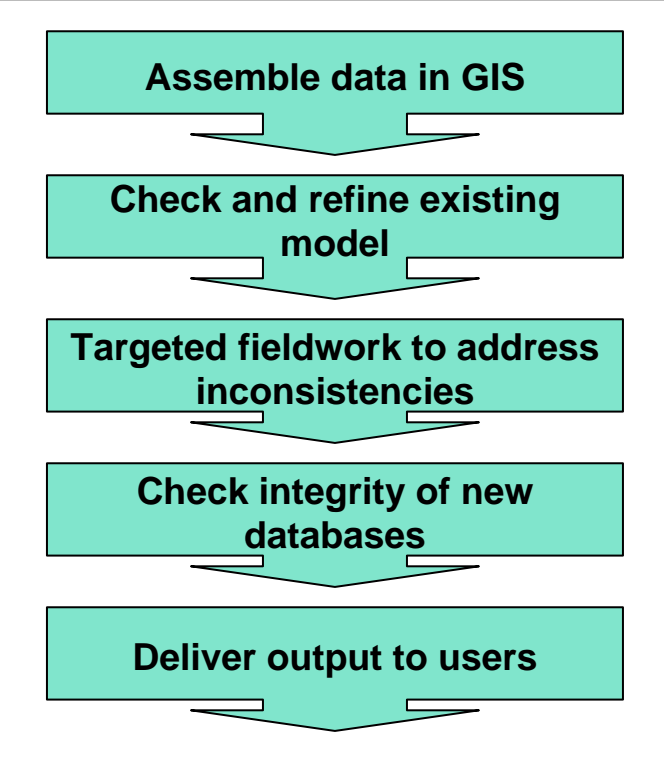 Assemble data in GIS
Check and refine existing
model
Targeted fieldwork to address
inconsistencies
Check integrity of new
databases
Deliver output to users